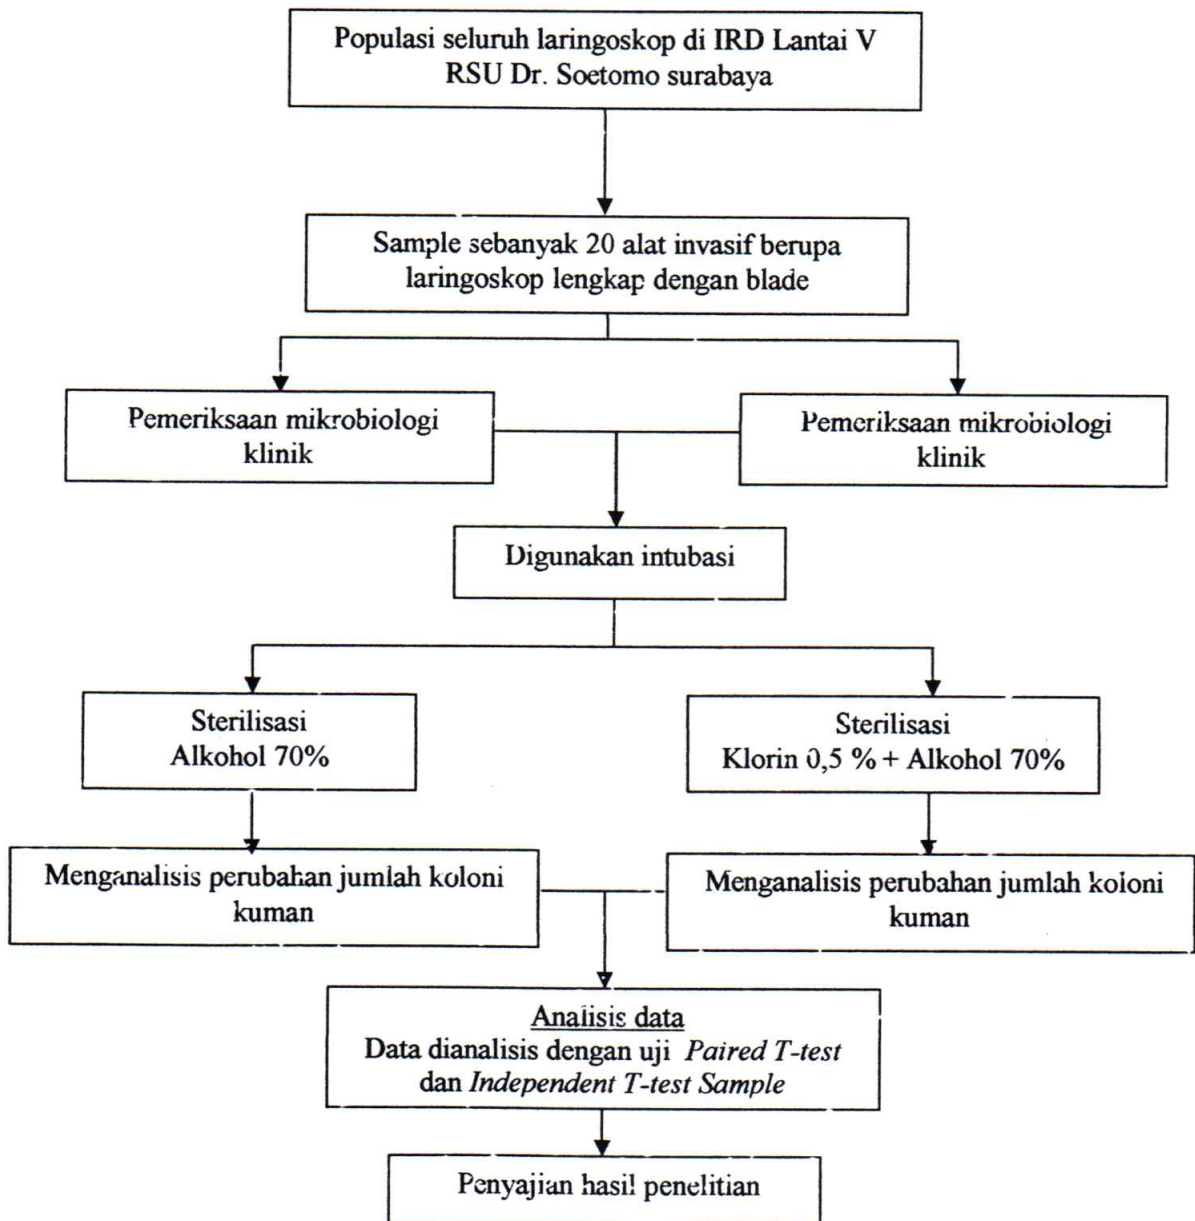 Populasi seluruh laringoskop di IRD Lantai V
RSU Dr. Soetomo surabaya
Sample sebanyak 20 alat invasif berupa
laringoskop lengkap dengan blade
Pemeriksaan mikrobiologi
klinik
Pemeriksaan mikrobiologi
klinik
Digunakan intubasi
Sterilisasi
Alkohol 70%
Sterilisasi
Klorin 0,5 % + Alkohol 70%
Menganalisis perubahan jumlah koloni
kuman
Menganalisis perubahan jumlah koloni
kuman
Analisis data
Data dianalisis dengan uji Paired T-test
dan Independent T-test Sample
Penyajian hasil penelitian